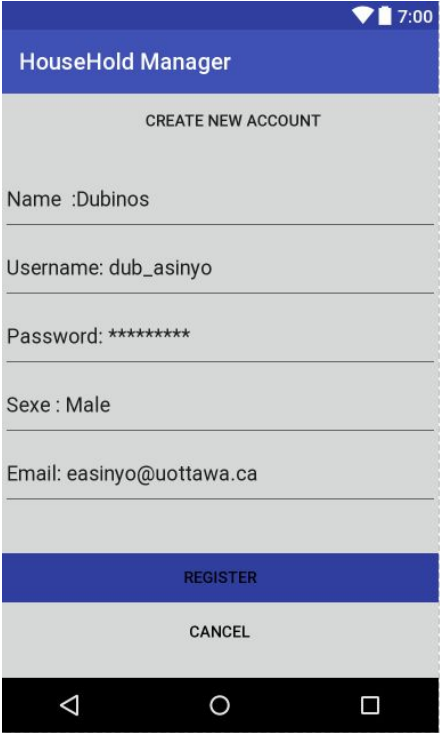 7:00
HouseHold Manager
CREATE NEW ACCOUNT
Name  :Dubinos
Username: dub_asinyo
Password: *********
Sexe : Male
Email: easinyo@uottawa.ca
REGISTER
CANCEL